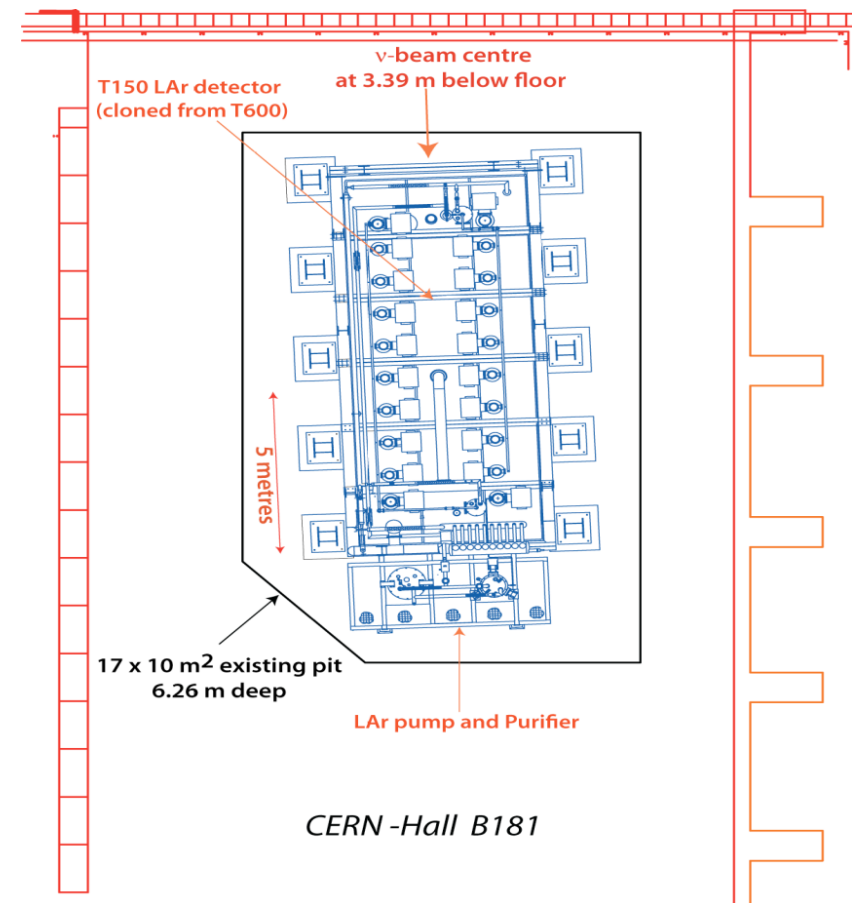 ν-beam centre
at 3.39 m below floor
T150 LAr detector
(cloned from T600)
5 metres
17 x 10 m² existing pit
6.26 m deep
LAr pump and Purifier
CERN -Hall B181